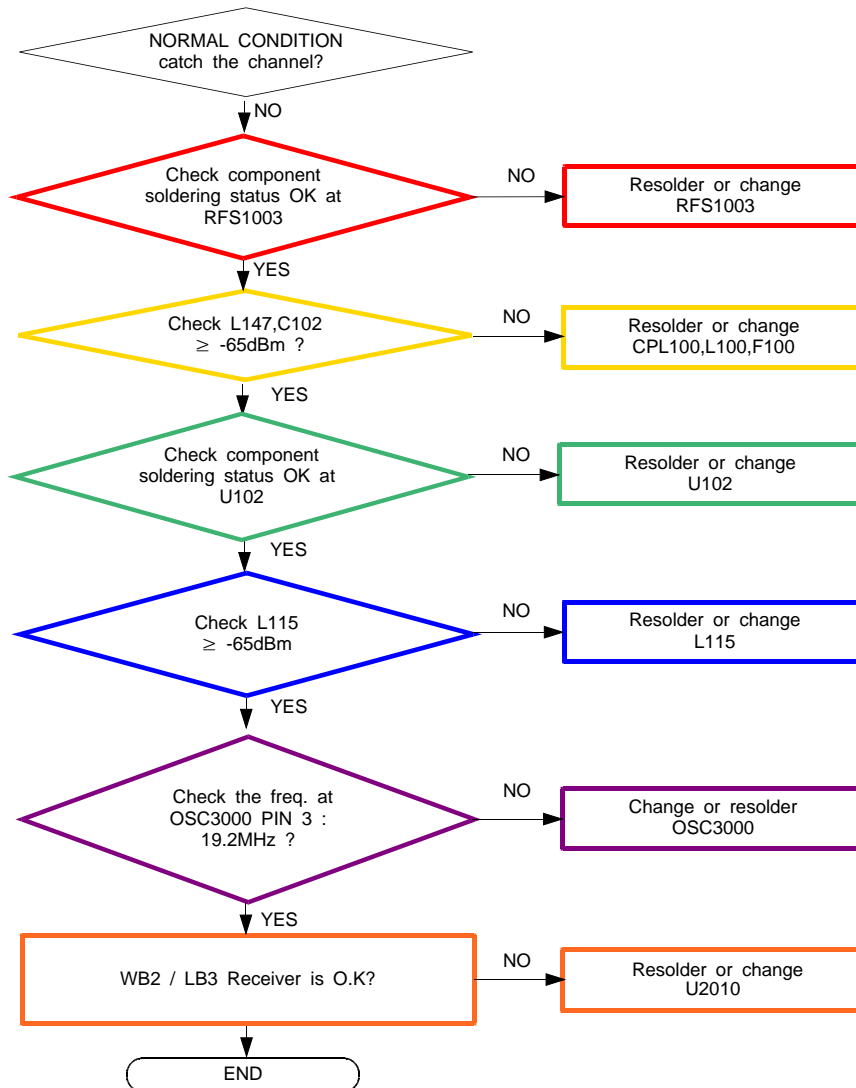 NORMAL CONDITION
catch the channel?
NO
Check component
soldering status OK at
RFS1003
NO
Resolder or change
RFS1003
YES
Check L147,C102
≥ -65dBm ?
NO
Resolder or change
CPL100,L100,F100
YES
Check component
soldering status OK at
U102
NO
Resolder or change
U102
YES
Check L115
≥ -65dBm
NO
Resolder or change
L115
YES
Check the freq. at
OSC3000 PIN 3 :
19.2MHz ?
NO
Change or resolder
OSC3000
YES
WB2 / LB3 Receiver is O.K?
NO
Resolder or change
U2010
END